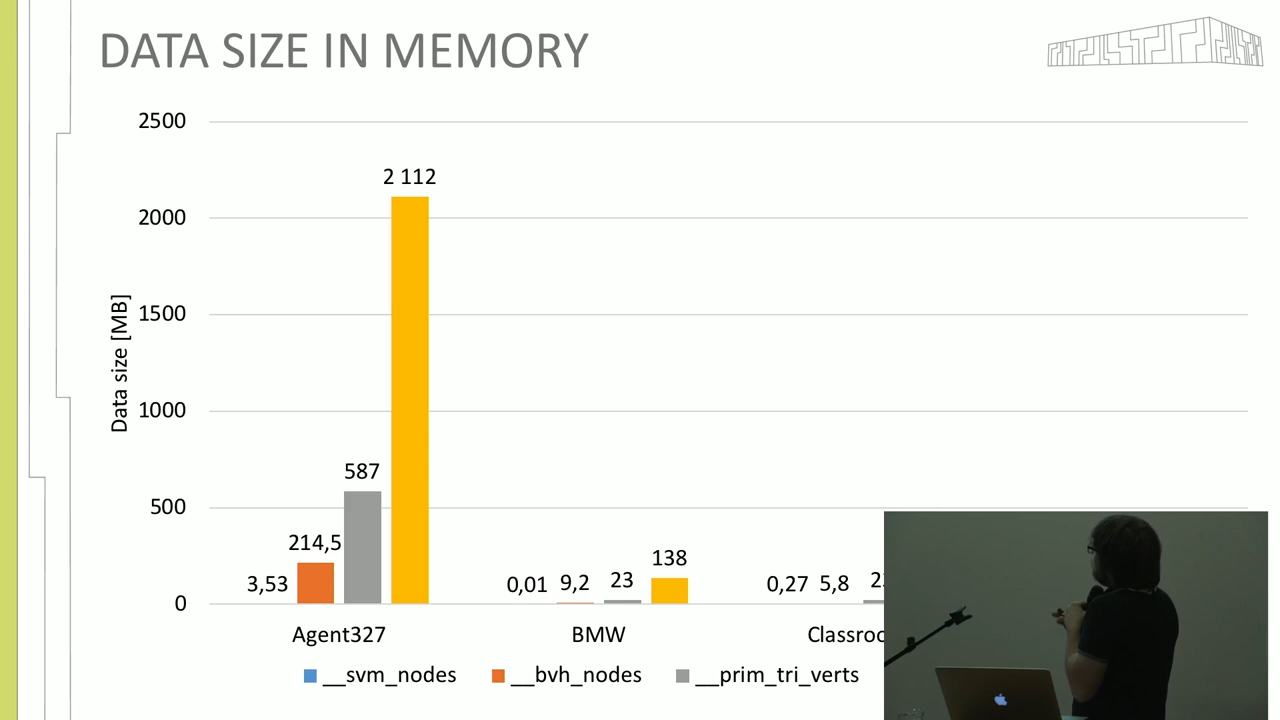 DATA SIZE IN MEMORY
2500
2000
1500
1000
500
0
Data size [MB]
2 112
587
214,5
3,53
0,01 9,2 23 138
0,27 5,8
Agent327 BMW
__svm_nodes __bvh_nodes __prim_tri_verts